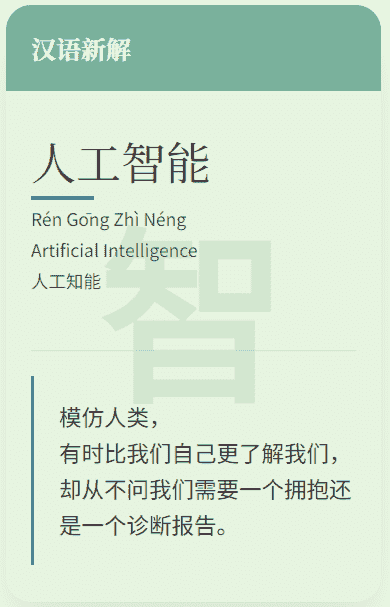 汉语新解
人工智能
Rén Gōng Zhì Néng
Artificial Intelligence
人工知能
智
模仿人类，
有时比我们自己更了解我们，
却从不问我们需要一个拥抱还
是一个诊断报告。